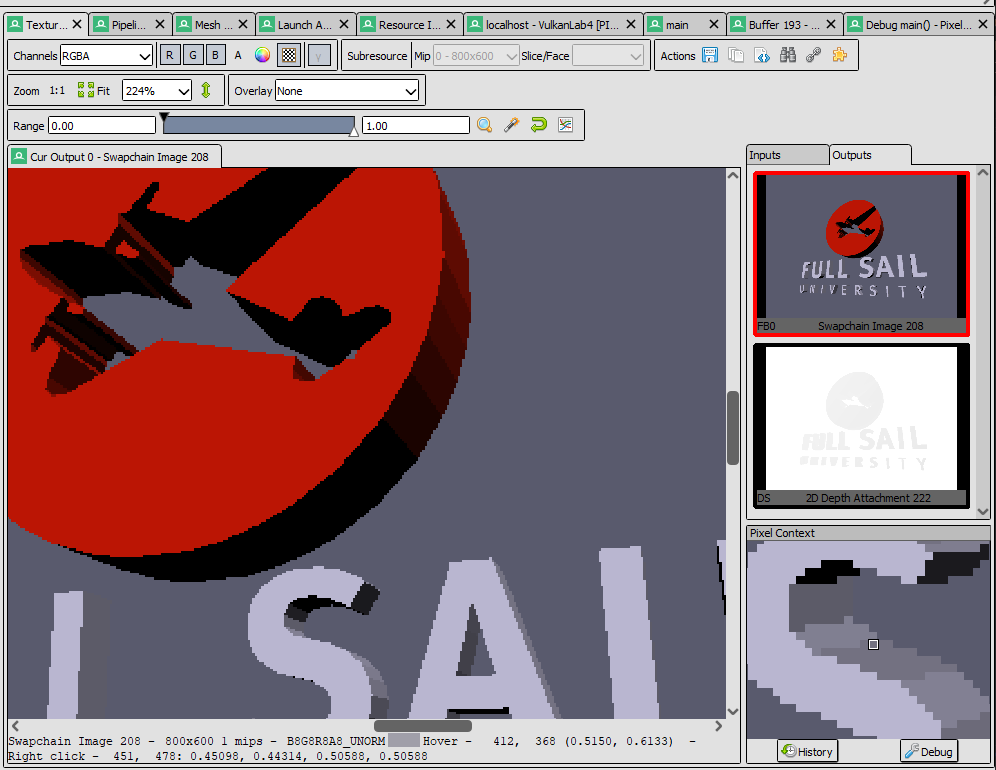 Textur... Pipeli... Mesh ... Launch A... Resource I... localhost - VulkanLab4 [PI... main Buffer 193 - ... Debug main() - Pixel...
Channels RGBA R G B A γ Subresource Mip 0 - 800x600 Slice/Face Actions
Zoom 1:1 Fit 224% Overlay None
Range 0.00 1.00
Cur Output 0 - Swapchain Image 208
Inputs Outputs
FULL SAIL
UNIVERSITY
FB0 Swapchain Image 208
FULL SAIL
UNIVERSITY
DS 2D Depth Attachment 222
Pixel Context
L SAI
Swapchain Image 208 - 800x600 1 mips - B8G8R8A8_UNORM Hover - 412, 368 (0.5150, 0.6133) -
Right click - 451, 478: 0.45098, 0.44314, 0.50588, 0.50588
History Debug